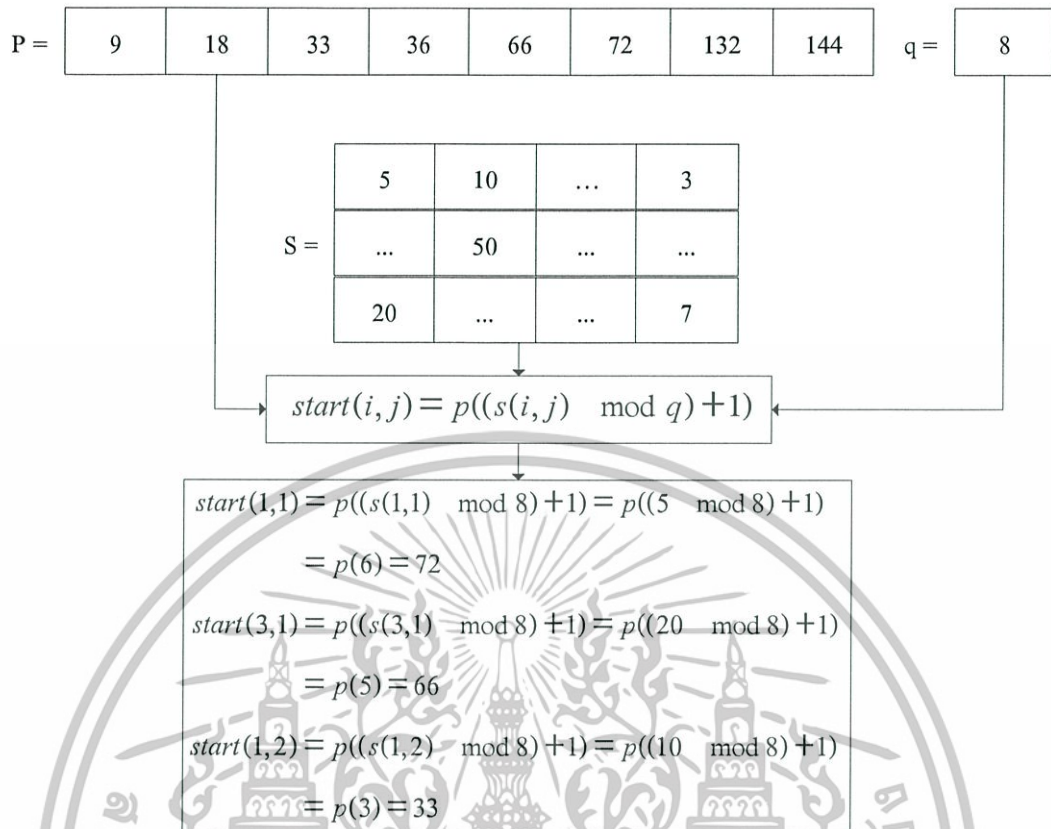 P = 9 18 33 36 66 72 132 144 q = 8
5 10 ... 3
S = ... 50 ... ...
20 ... ... 7
start(i, j) = p((s(i, j) mod q) + 1)
start(1,1) = p((s(1,1) mod 8) + 1) = p((5 mod 8) + 1)
= p(6) = 72
start(3,1) = p((s(3,1) mod 8) + 1) = p((20 mod 8) + 1)
= p(5) = 66
start(1,2) = p((s(1,2) mod 8) + 1) = p((10 mod 8) + 1)
= p(3) = 33